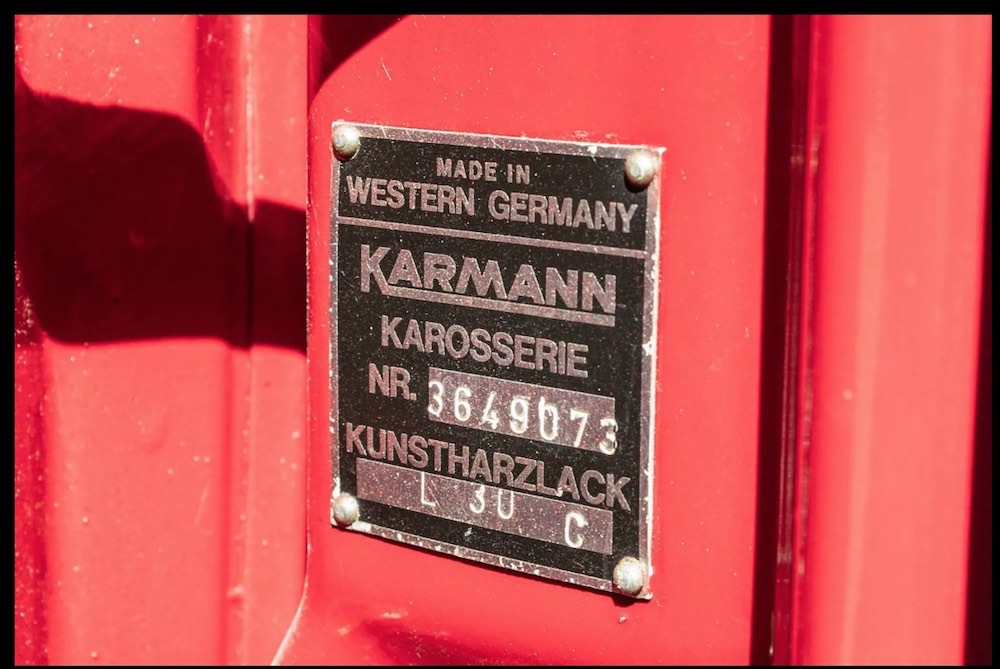 MADE IN
WESTERN GERMANY
KARMANN
KAROSSERIE
NR. 3649073
KUNSTHARZLACK
L 30 C